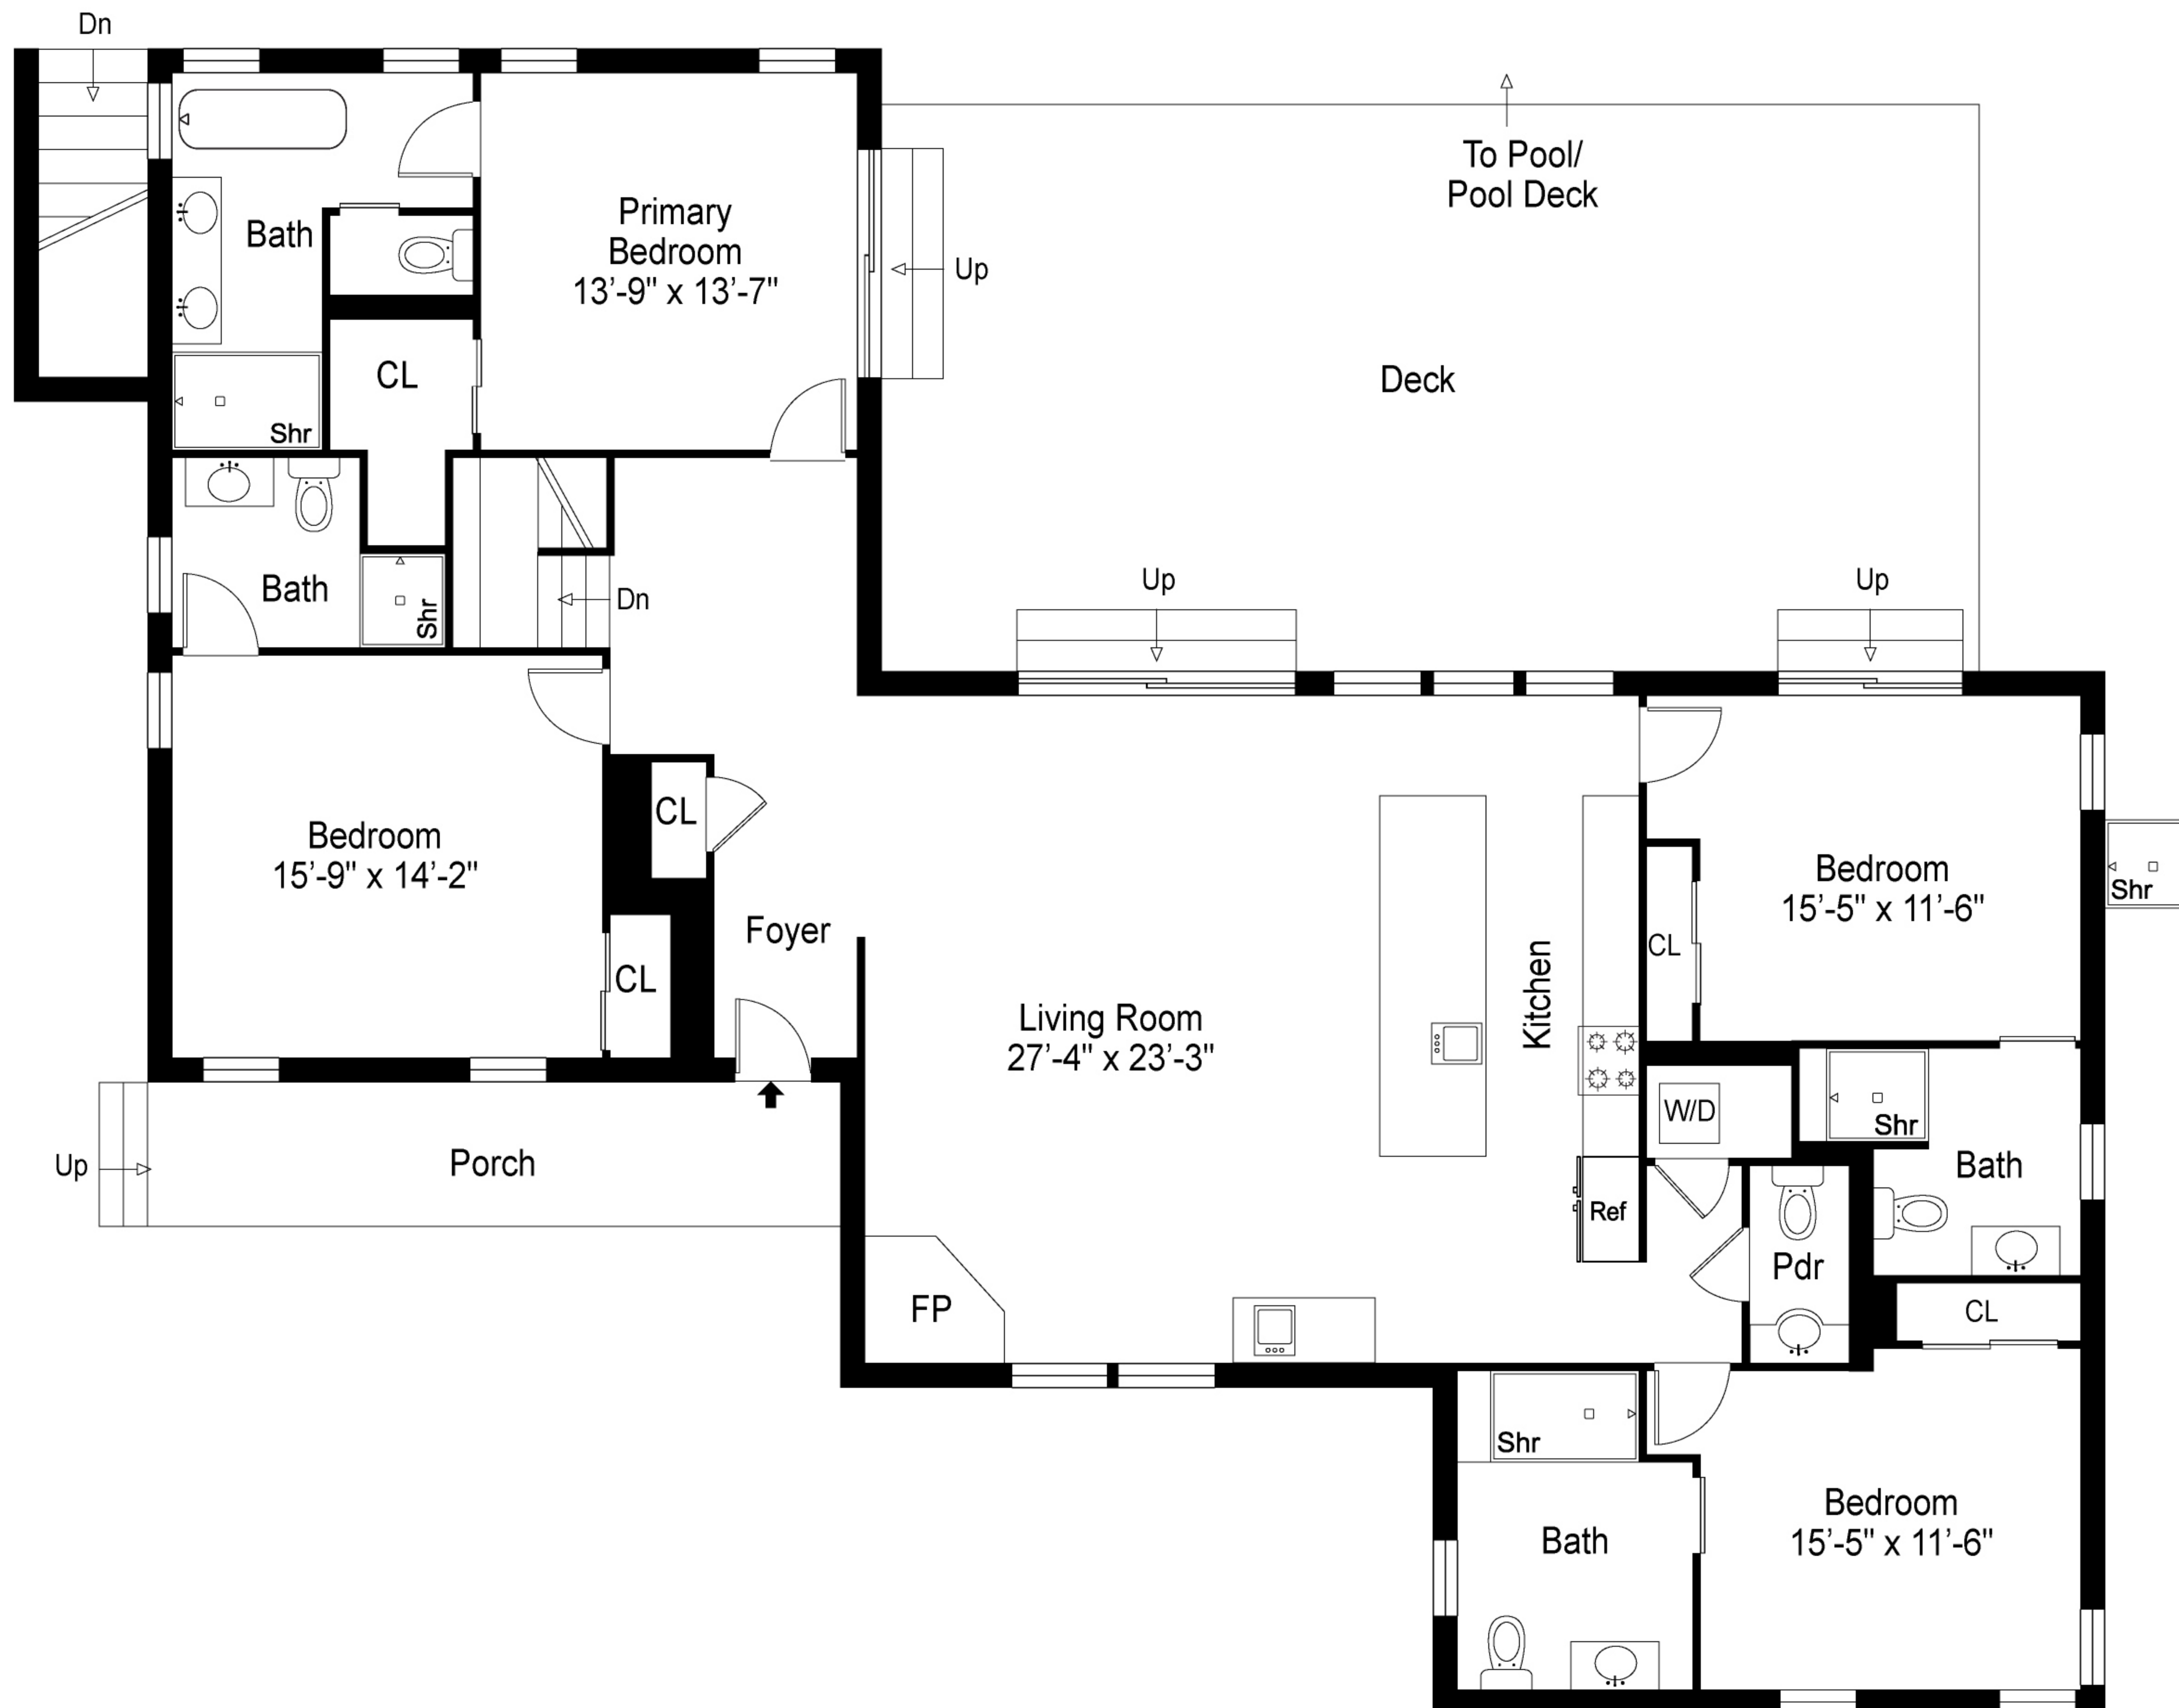 Dn
To Pool/
Pool Deck
Primary
Bedroom
13’-9" x 13’-7"
Bath
Up
CL
Deck
Shr
Bath
Shr
Dn
Up
Up
CL
Bedroom
15’-9" x 14’-2"
Foyer
CL
Living Room
27’-4" x 23’-3"
Kitchen
CL
Bedroom
15’-5" x 11’-6"
Shr
W/D
Shr
Bath
Up
Porch
Ref
Pdr
FP
CL
Shr
Bath
Bedroom
15’-5" x 11’-6"